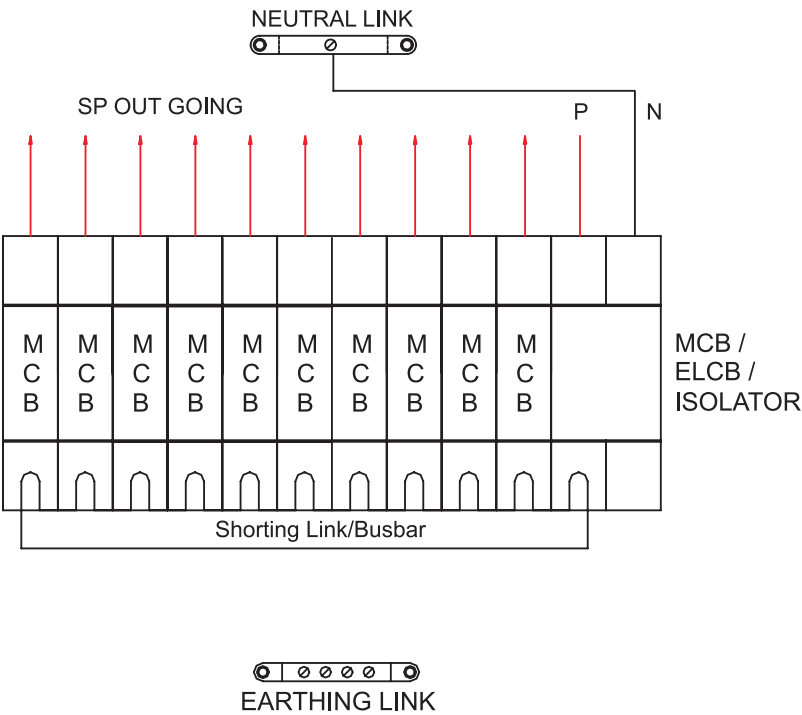 NEUTRAL LINK
SP OUT GOING
P
N
M M M M M M M M M M
C C C C C C C C C C
B B B B B B B B B B
MCB /
ELCB /
ISOLATOR
Shorting Link/Busbar
EARTHING LINK